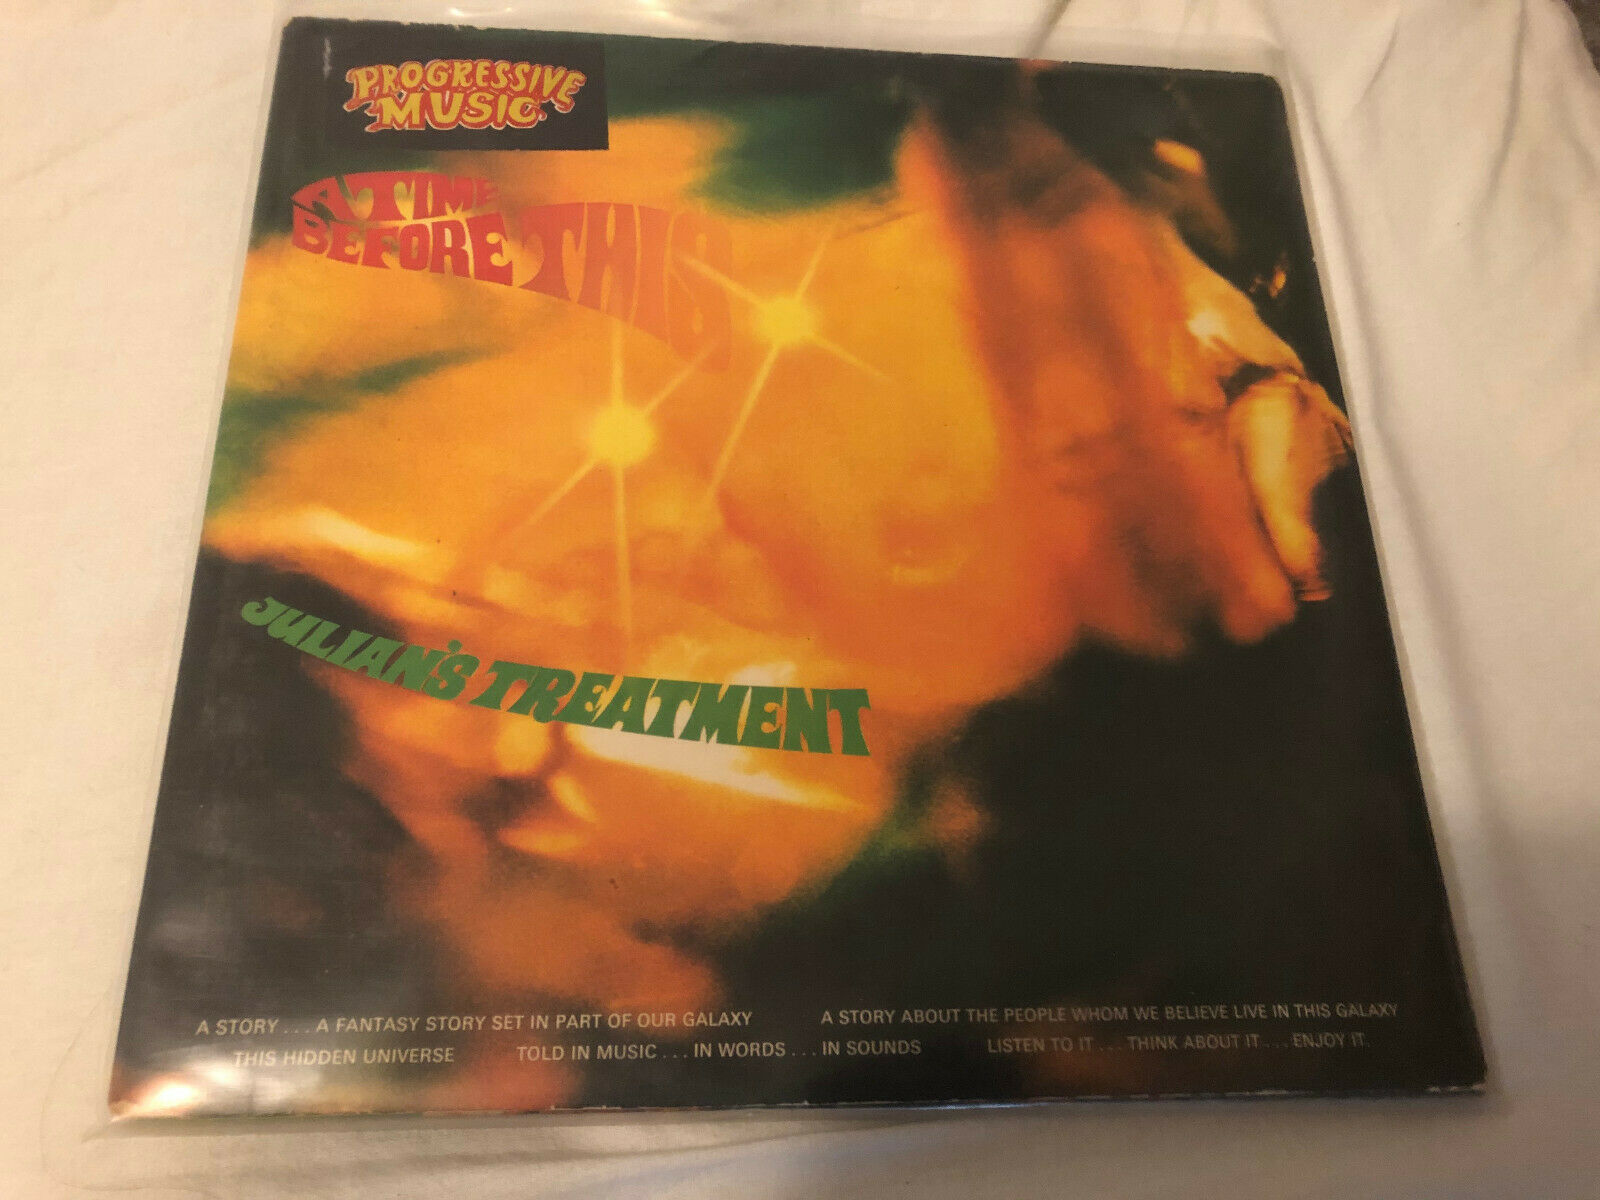 PROGRESSIVE
MUSIC
A TIME
BEFORE THIS
JULIAN'S TREATMENT
A STORY . . . A FANTASY STORY SET IN PART OF OUR GALAXY A STORY ABOUT THE PEOPLE WHOM WE BELIEVE LIVE IN THIS GALAXY
THIS HIDDEN UNIVERSE TOLD IN MUSIC . . . IN WORDS . . . IN SOUNDS LISTEN TO IT . . . THINK ABOUT IT . . . ENJOY IT.